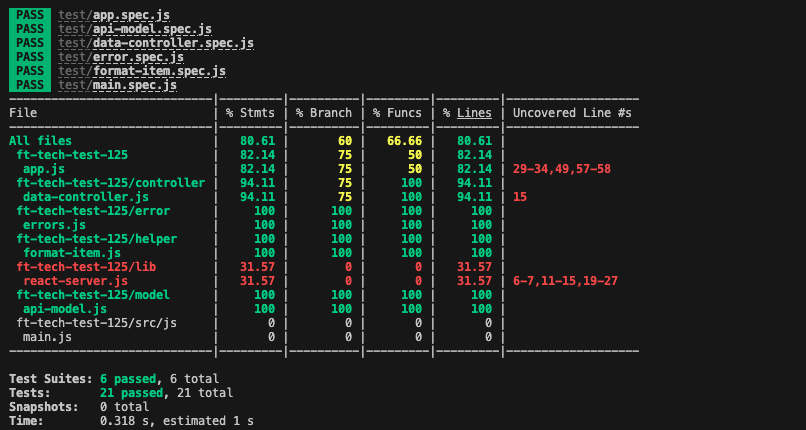 PASS test/app.spec.js
PASS test/api-model.spec.js
PASS test/data-controller.spec.js
PASS test/error.spec.js
PASS test/format-item.spec.js
PASS test/main.spec.js
File | % Stmts | % Branch | % Funcs | % Lines | Uncovered Line #s
All files | 80.61 | 60 | 66.66 | 80.61 |
ft-tech-test-125 | 82.14 | 75 | 50 | 82.14 |
app.js | 82.14 | 75 | 50 | 82.14 | 29-34,49,57-58
ft-tech-test-125/controller | 94.11 | 75 | 100 | 94.11 |
data-controller.js | 94.11 | 75 | 100 | 94.11 | 15
ft-tech-test-125/error | 100 | 100 | 100 | 100 |
errors.js | 100 | 100 | 100 | 100 |
ft-tech-test-125/helper | 100 | 100 | 100 | 100 |
format-item.js | 100 | 100 | 100 | 100 |
ft-tech-test-125/lib | 31.57 | 0 | 0 | 31.57 |
react-server.js | 31.57 | 0 | 0 | 31.57 | 6-7,11-15,19-27
ft-tech-test-125/model | 100 | 100 | 100 | 100 |
api-model.js | 100 | 100 | 100 | 100 |
ft-tech-test-125/src/js | 0 | 0 | 0 | 0 |
main.js | 0 | 0 | 0 | 0 |
Test Suites: 6 passed, 6 total
Tests: 21 passed, 21 total
Snapshots: 0 total
Time: 0.318 s, estimated 1 s